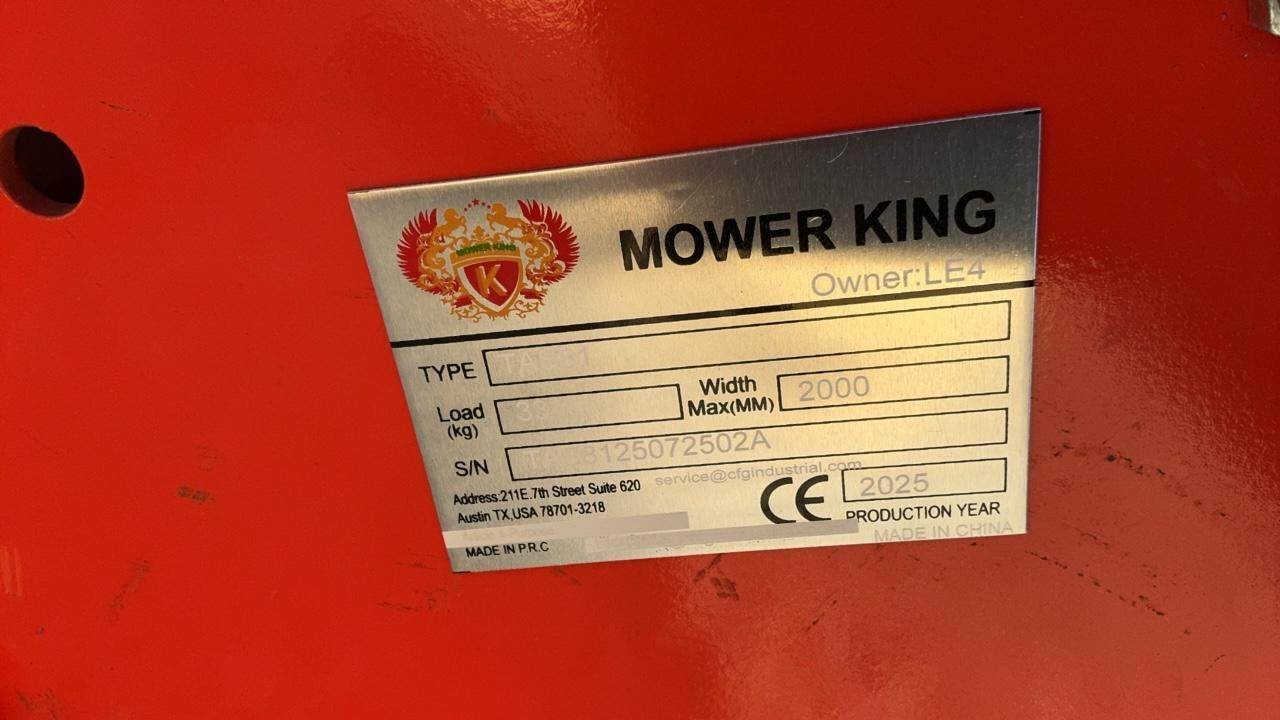 MOWER KING
K
MOWER KING
Owner:LE4
TYPE
Load
(kg)
Width
Max(MM)
2000
S/N
Address:211E.7th Street Suite 620
service@cfgindustrial.com
Austin TX,USA 78701-3218
CE
2025
PRODUCTION YEAR
MADE IN P.R.C
MADE IN CHINA